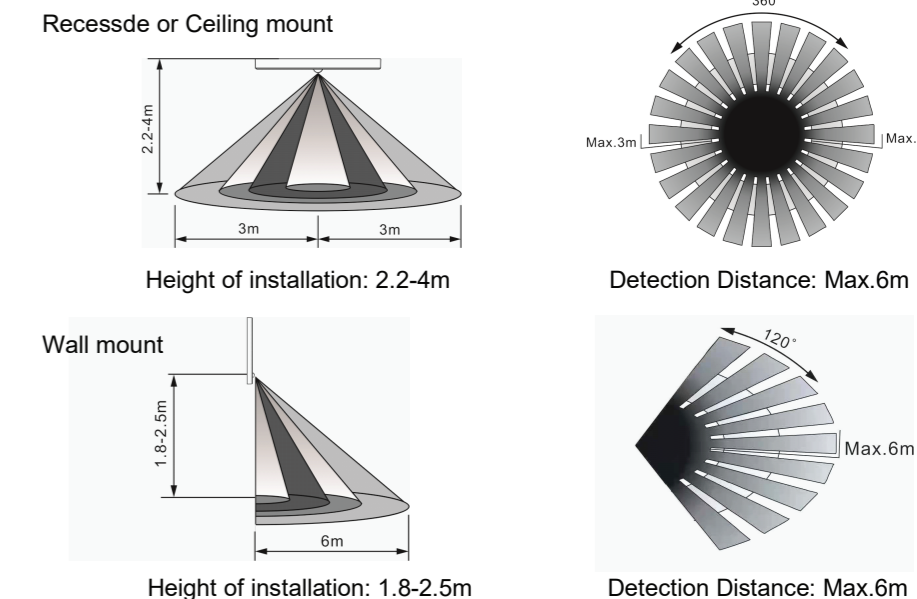 Recessde or Ceiling mount
360
2.2-4m
3m 3m
Max.3m
Max.
Height of installation: 2.2-4m
Detection Distance: Max.6m
Wall mount
1.8-2.5m
6m
120°
Max.6m
Height of installation: 1.8-2.5m
Detection Distance: Max.6m